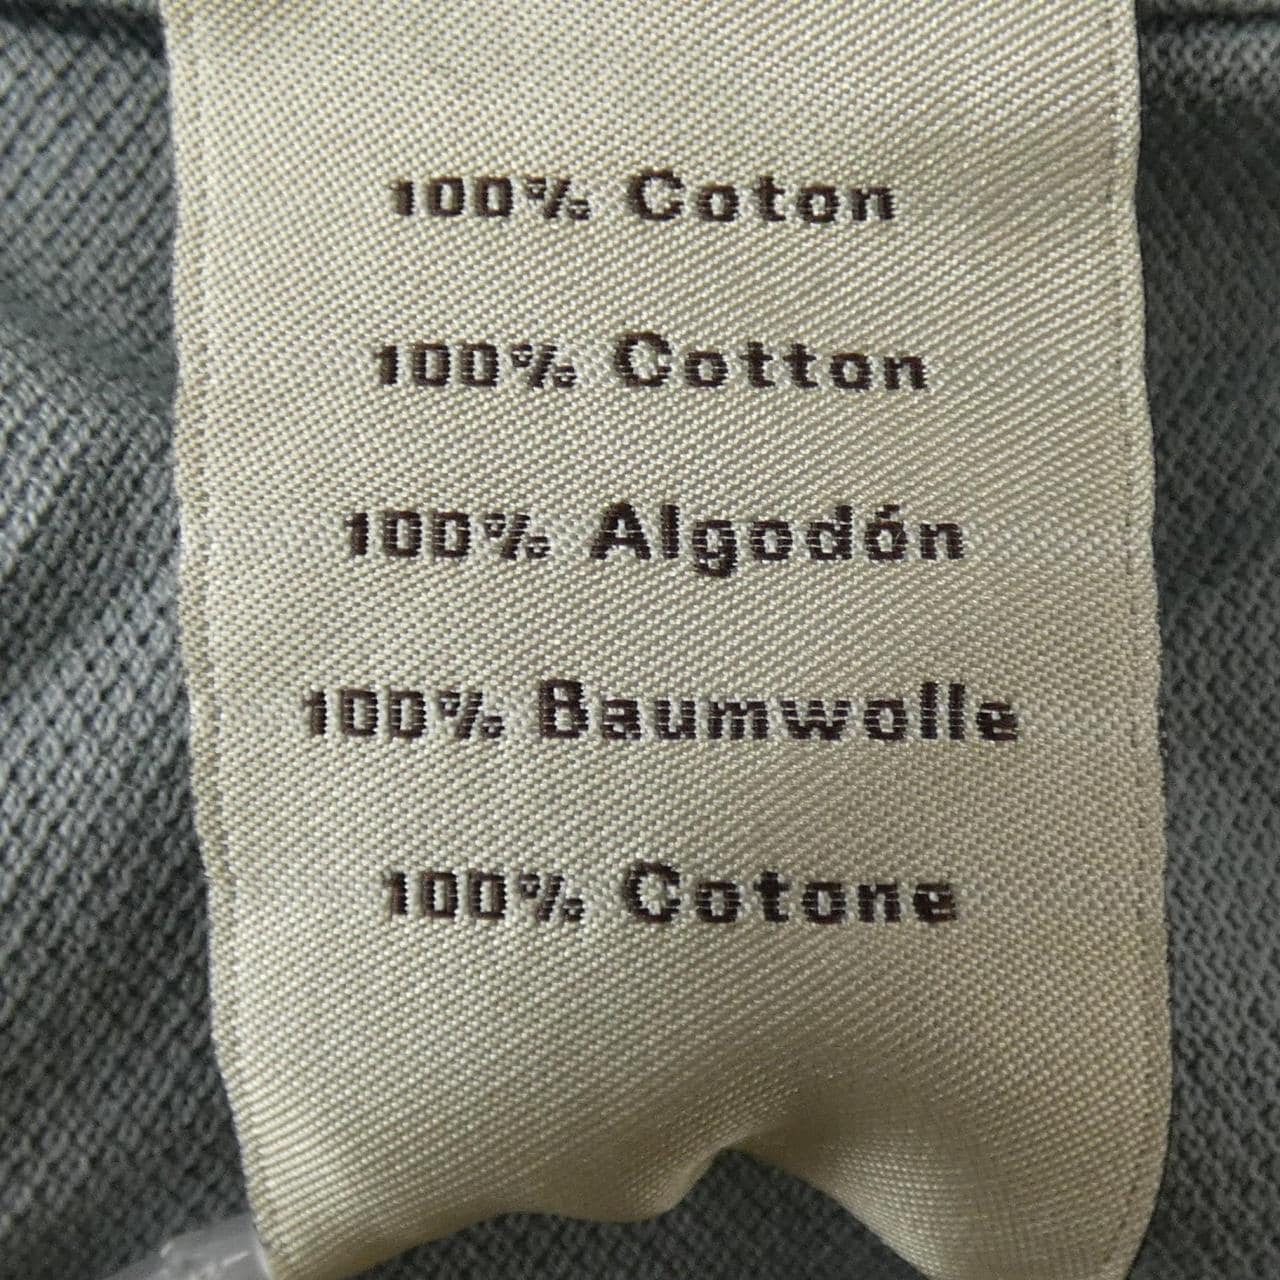 100% Coton
100% Cotton
100% Algodón
100% Baumwolle
100% Cotone